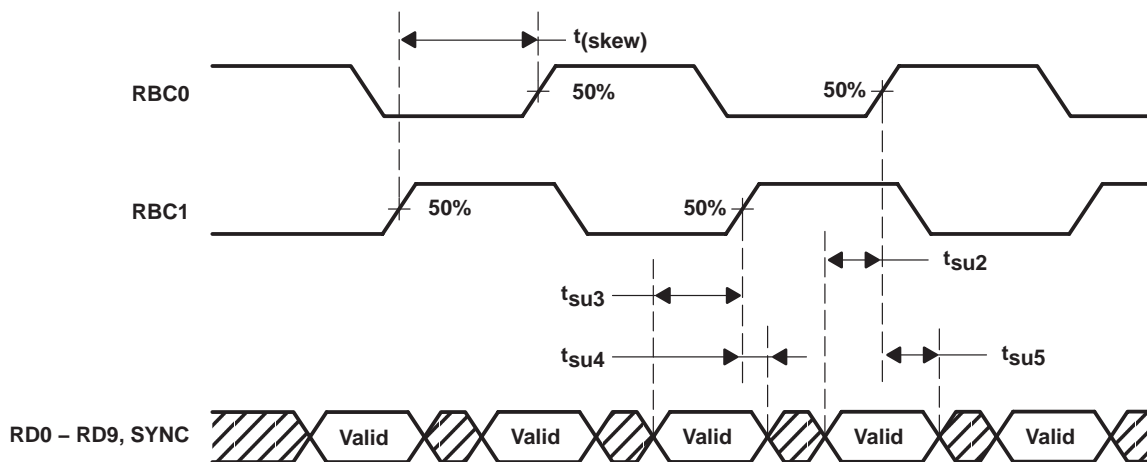 t(skew)
RBC0
50%
50%
RBC1
50%
50%
tsu2
tsu3
tsu4
tsu5
RD0 – RD9, SYNC
Valid
Valid
Valid
Valid
Valid